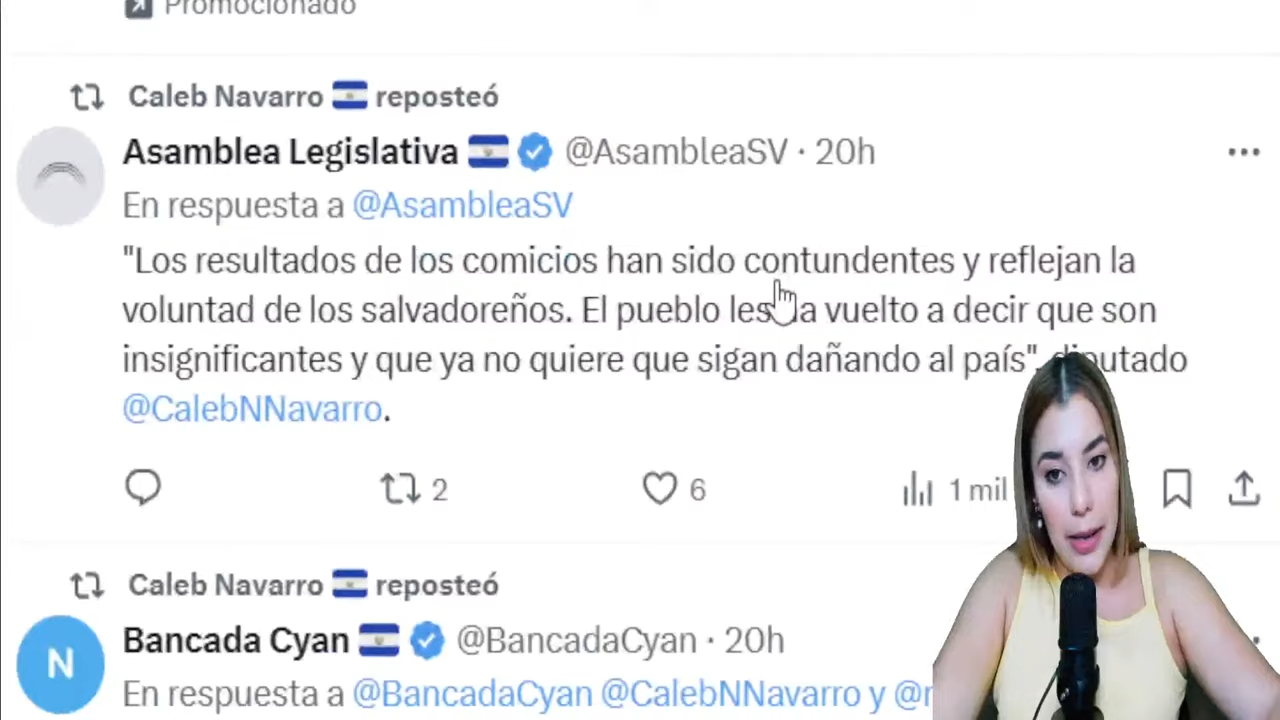 Promocionado
Caleb Navarro reposteó
Asamblea Legislativa @AsambleaSV · 20h
En respuesta a @AsambleaSV
"Los resultados de los comicios han sido contundentes y reflejan la
voluntad de los salvadoreños. El pueblo les ha vuelto a decir que son
insignificantes y que ya no quiere que sigan dañando al país", diputado
@CalebNNavarro.
2 6 1 mil
Caleb Navarro reposteó
N
Bancada Cyan @BancadaCyan · 20h
En respuesta a @BancadaCyan @CalebNNavarro y